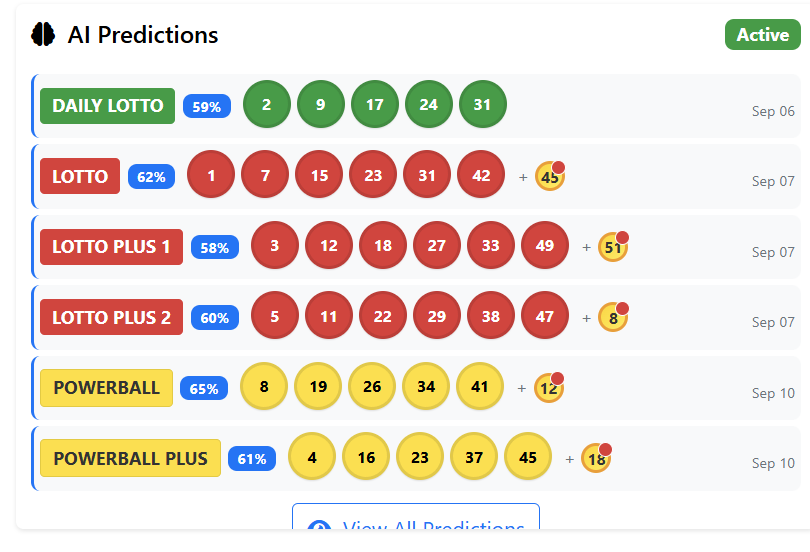 AI Predictions Active
DAILY LOTTO 59% 2 9 17 24 31 Sep 06
LOTTO 62% 1 7 15 23 31 42 + 45 Sep 07
LOTTO PLUS 1 58% 3 12 18 27 33 49 + 51 Sep 07
LOTTO PLUS 2 60% 5 11 22 29 38 47 + 8 Sep 07
POWERBALL 65% 8 19 26 34 41 + 12 Sep 10
POWERBALL PLUS 61% 4 16 23 37 45 + 18 Sep 10
View All Predictions